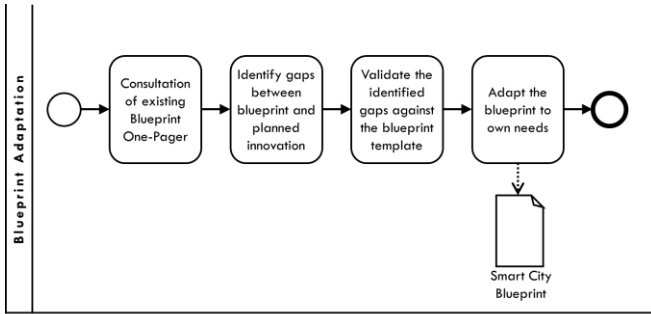 Blueprint Adaptation
Consultation
of existing
Blueprint
One-Pager
Identify gaps
between
blueprint and
planned
innovation
Validate the
identified
gaps against
the blueprint
template
Adapt the
blueprint to
own needs
Smart City
Blueprint